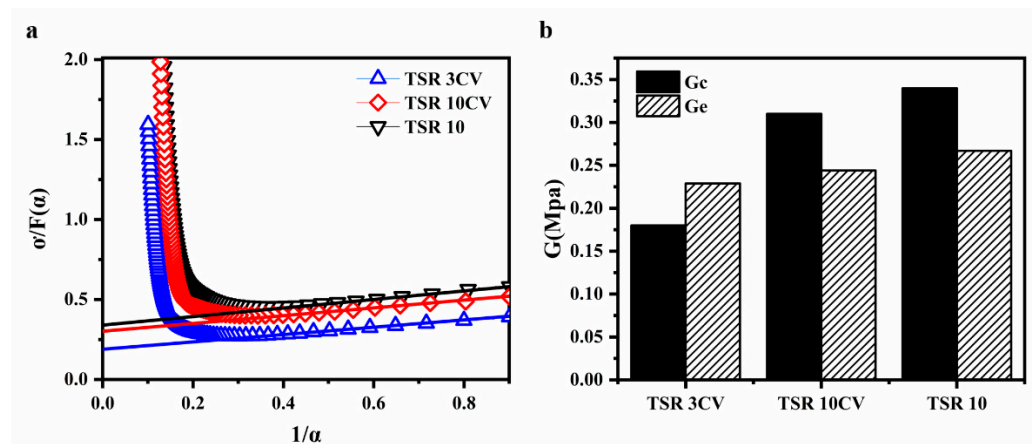 a
2.0
1.5
1.0
0.5
0.0
σ/F(α)
0.0 0.2 0.4 0.6 0.8
1/α
TSR 3CV
TSR 10CV
TSR 10
b
0.35
0.30
0.25
0.20
0.15
0.10
0.05
0.00
G(Mpa)
Gc
Ge
TSR 3CV TSR 10CV TSR 10